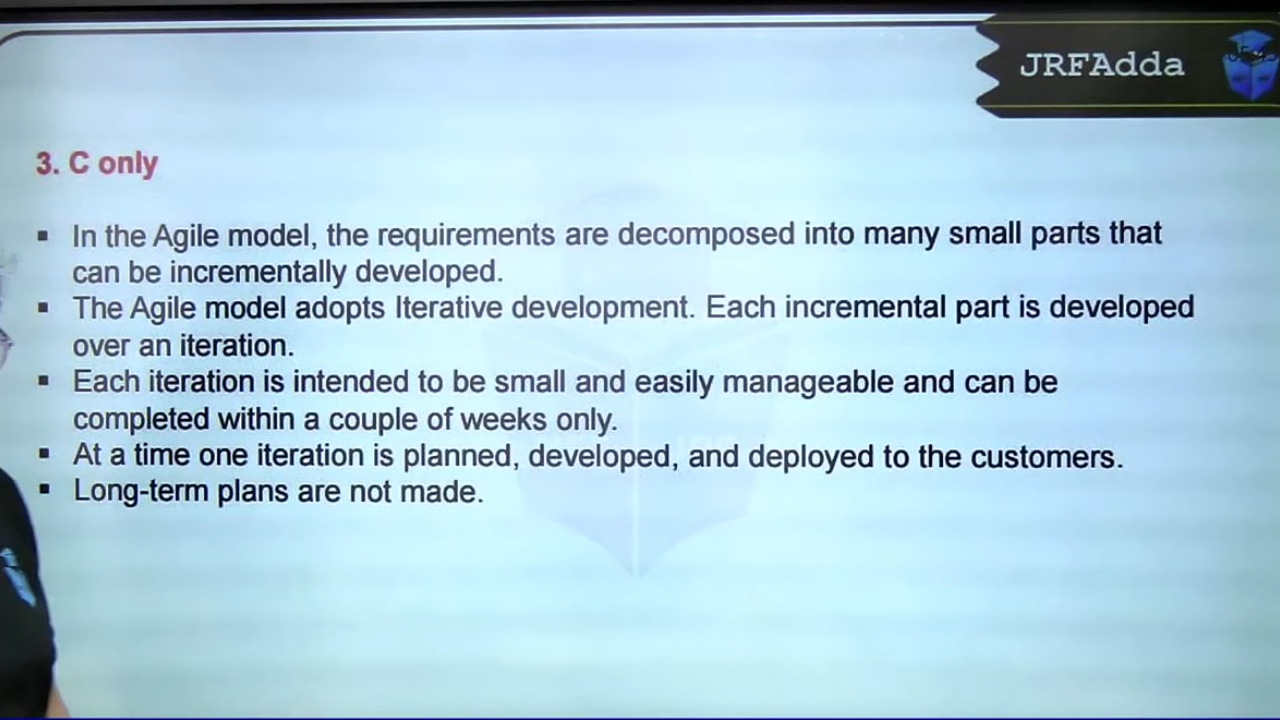 JRFAdda
3. C only
▪ In the Agile model, the requirements are decomposed into many small parts that
can be incrementally developed.
▪ The Agile model adopts Iterative development. Each incremental part is developed
over an iteration.
▪ Each iteration is intended to be small and easily manageable and can be
completed within a couple of weeks only.
▪ At a time one iteration is planned, developed, and deployed to the customers.
▪ Long-term plans are not made.